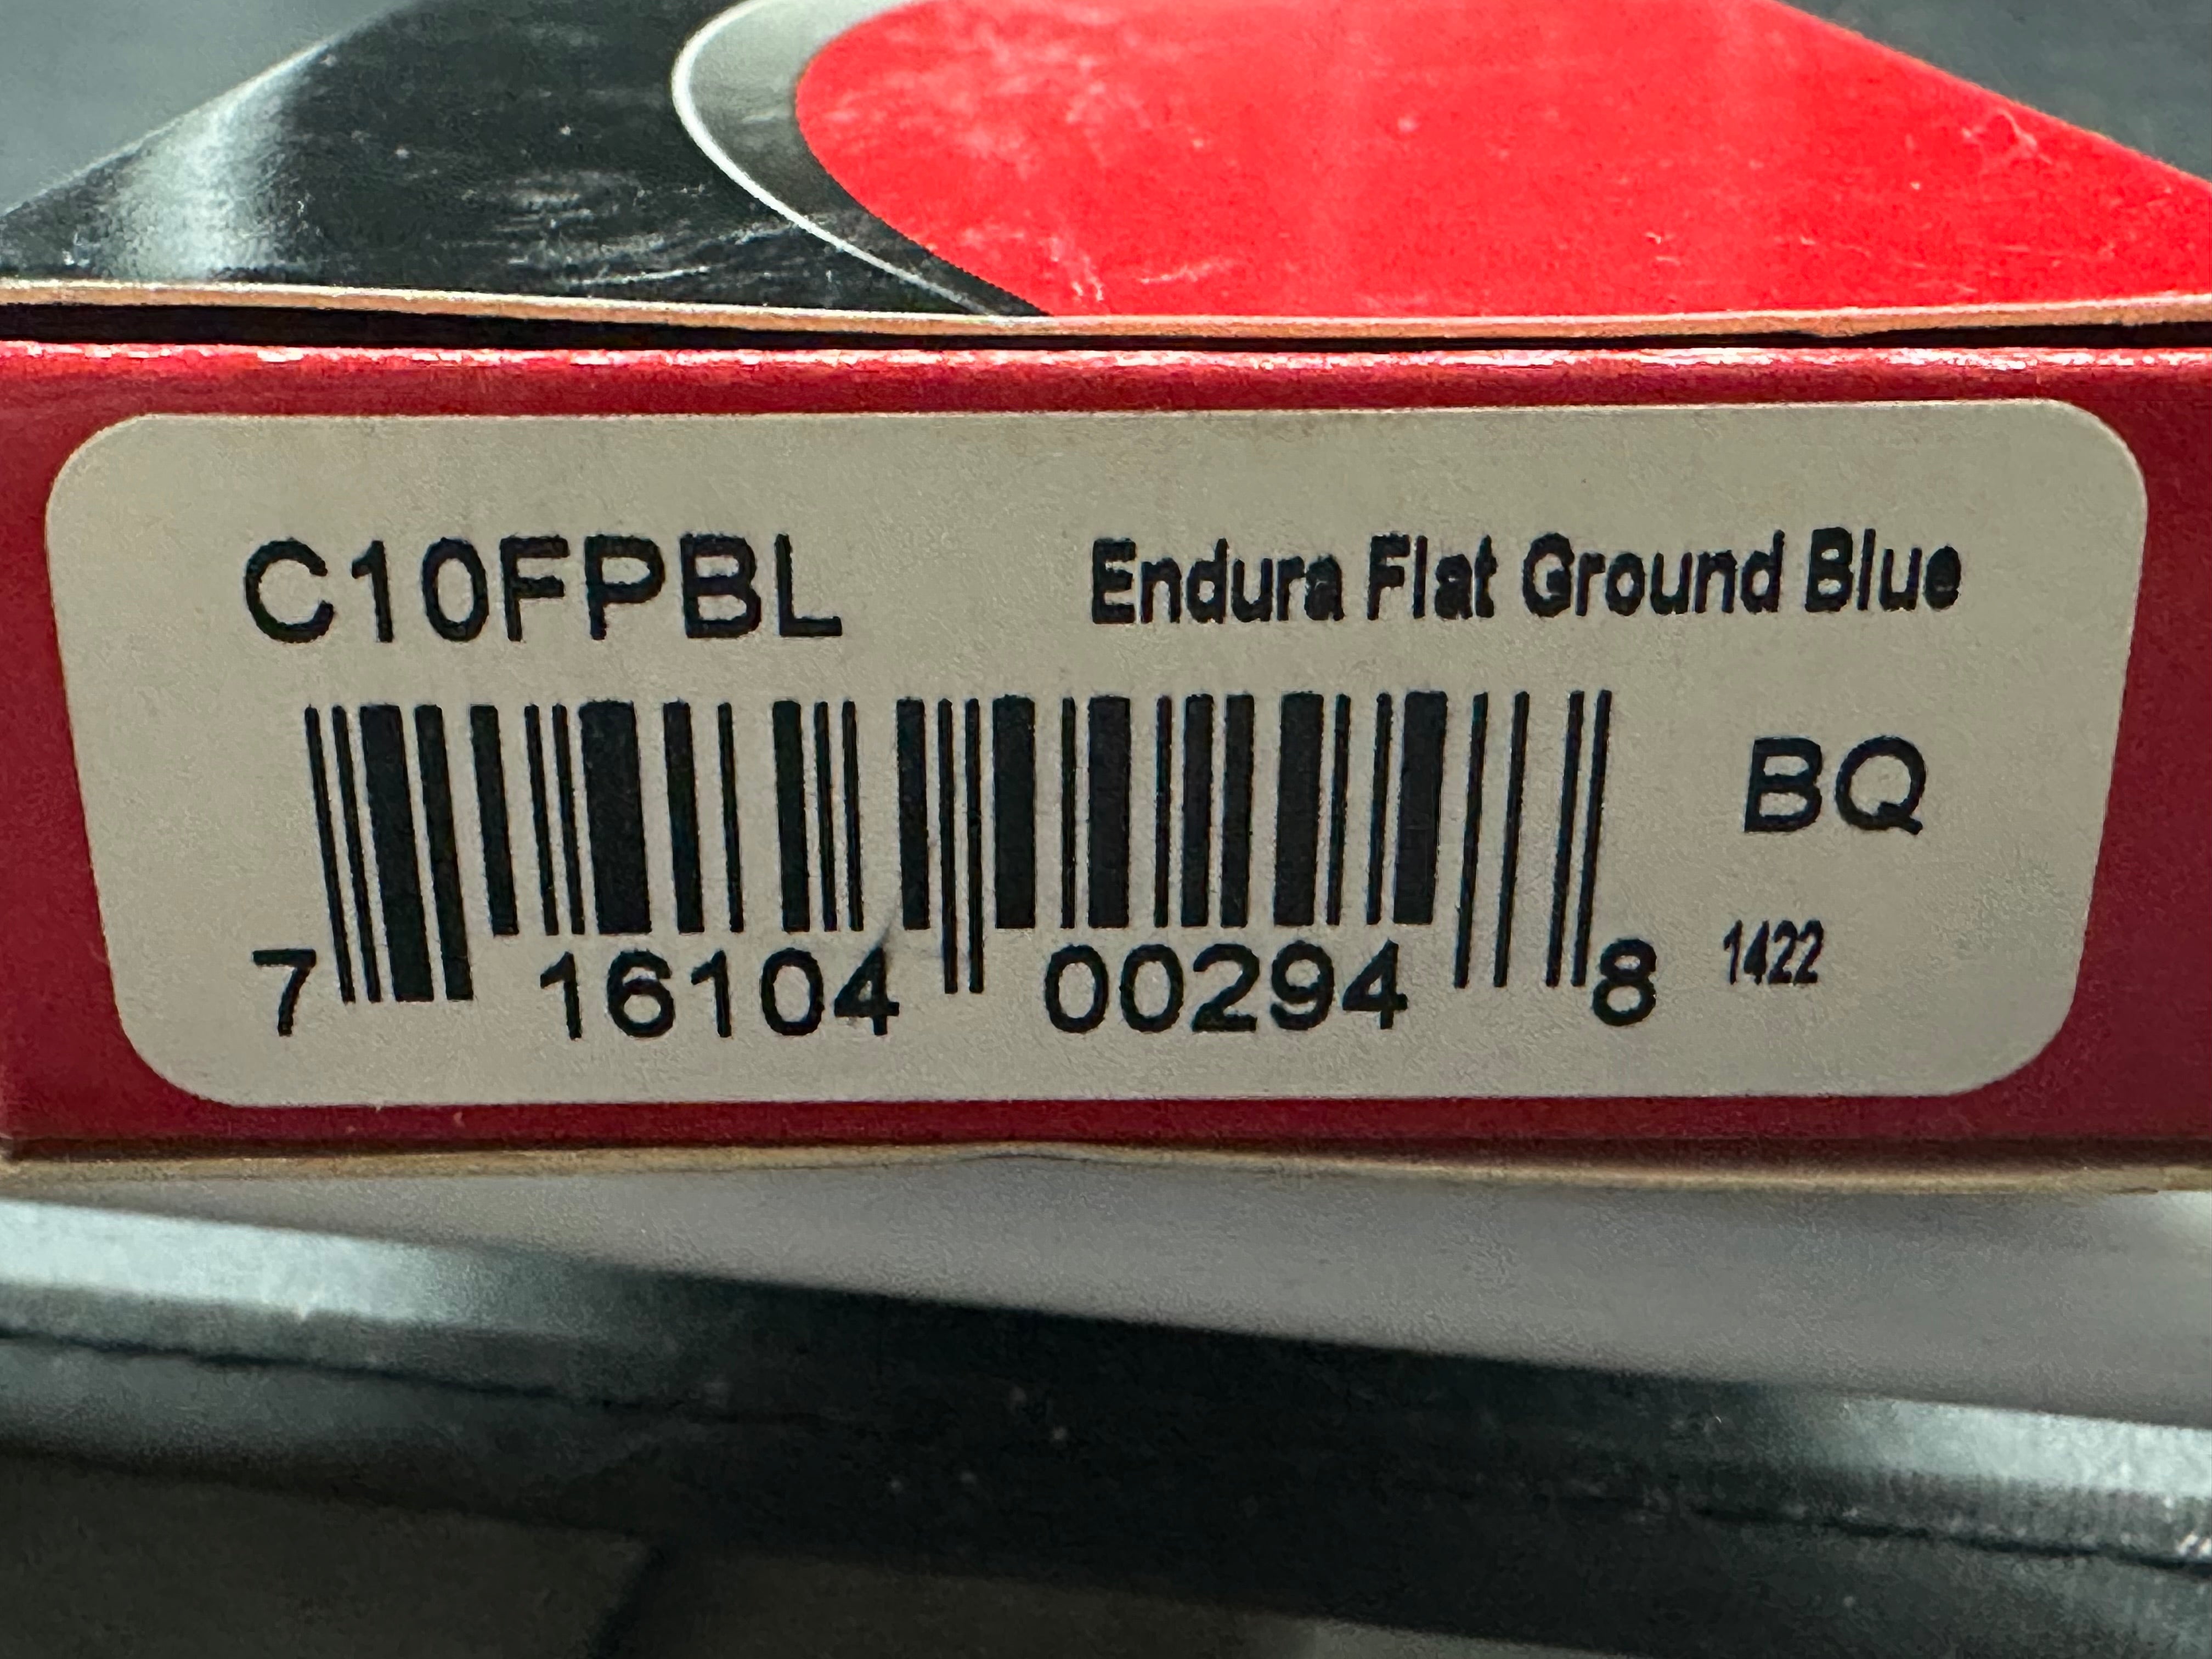 C10FPBL Endura Flat Ground Blue
BQ
7 16104 00294 8 1422